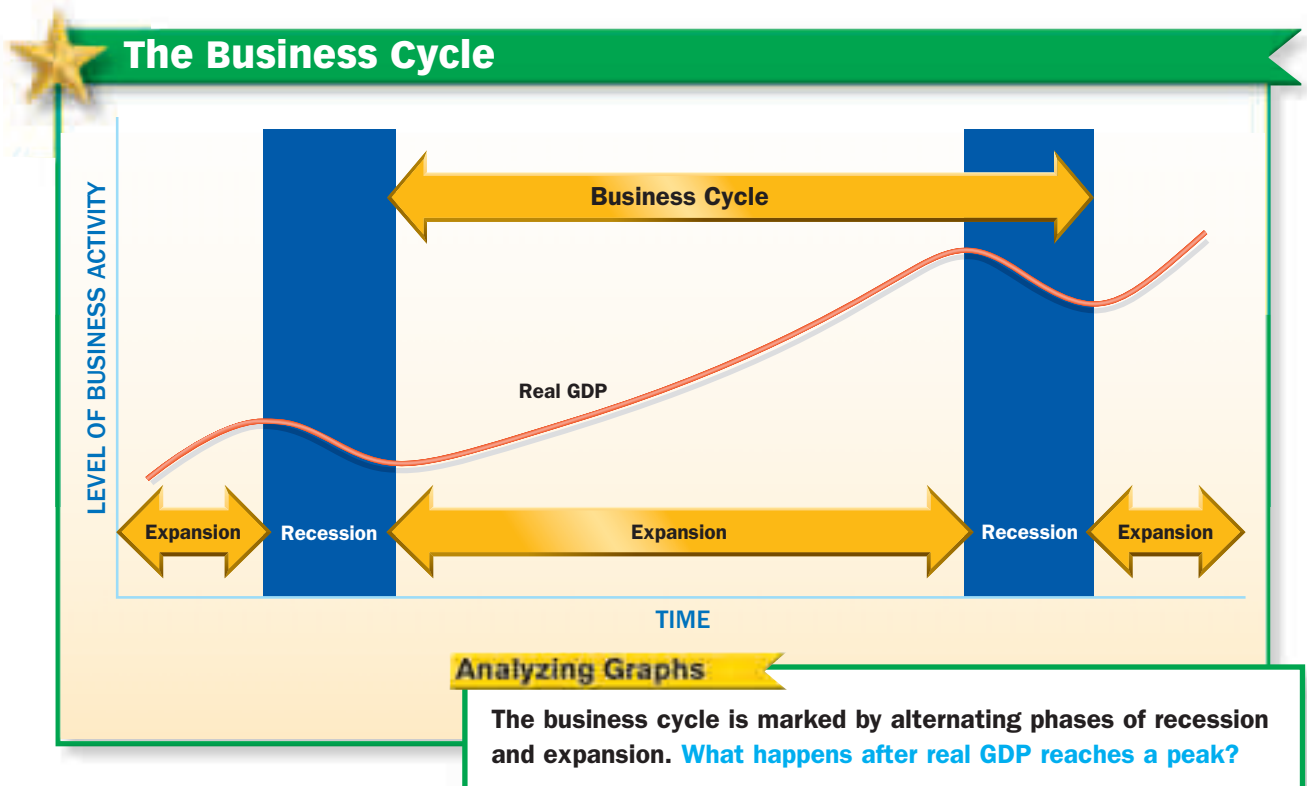 The Business Cycle
LEVEL OF BUSINESS ACTIVITY
Business Cycle
Real GDP
Expansion
Recession
Expansion
Recession
Expansion
TIME
Analyzing Graphs
The business cycle is marked by alternating phases of recession
and expansion. What happens after real GDP reaches a peak?